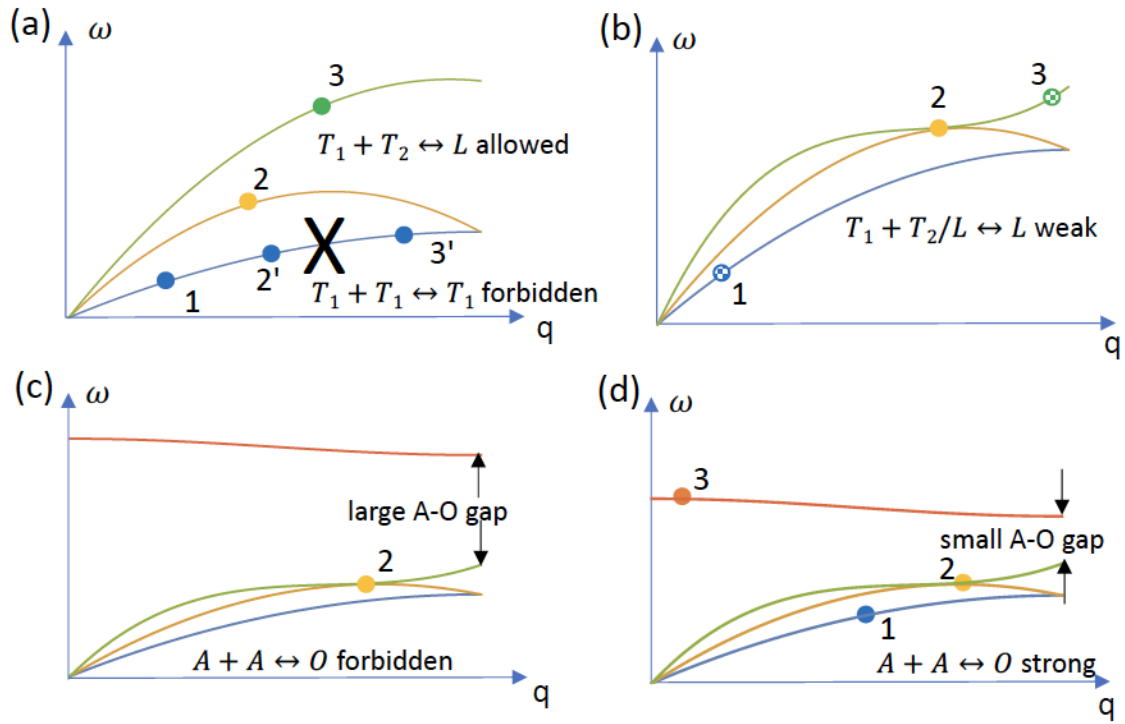 (a)
ω
3
T₁ + T₂ ↔ L allowed
2
X
1
2'
3'
T₁ + T₁ ↔ T₁ forbidden
q
(b)
ω
3
2
T₁ + T₂/L ↔ L weak
1
q
(c)
ω
large A-O gap
2
A + A ↔ O forbidden
q
(d)
ω
3
small A-O gap
2
1
A + A ↔ O strong
q